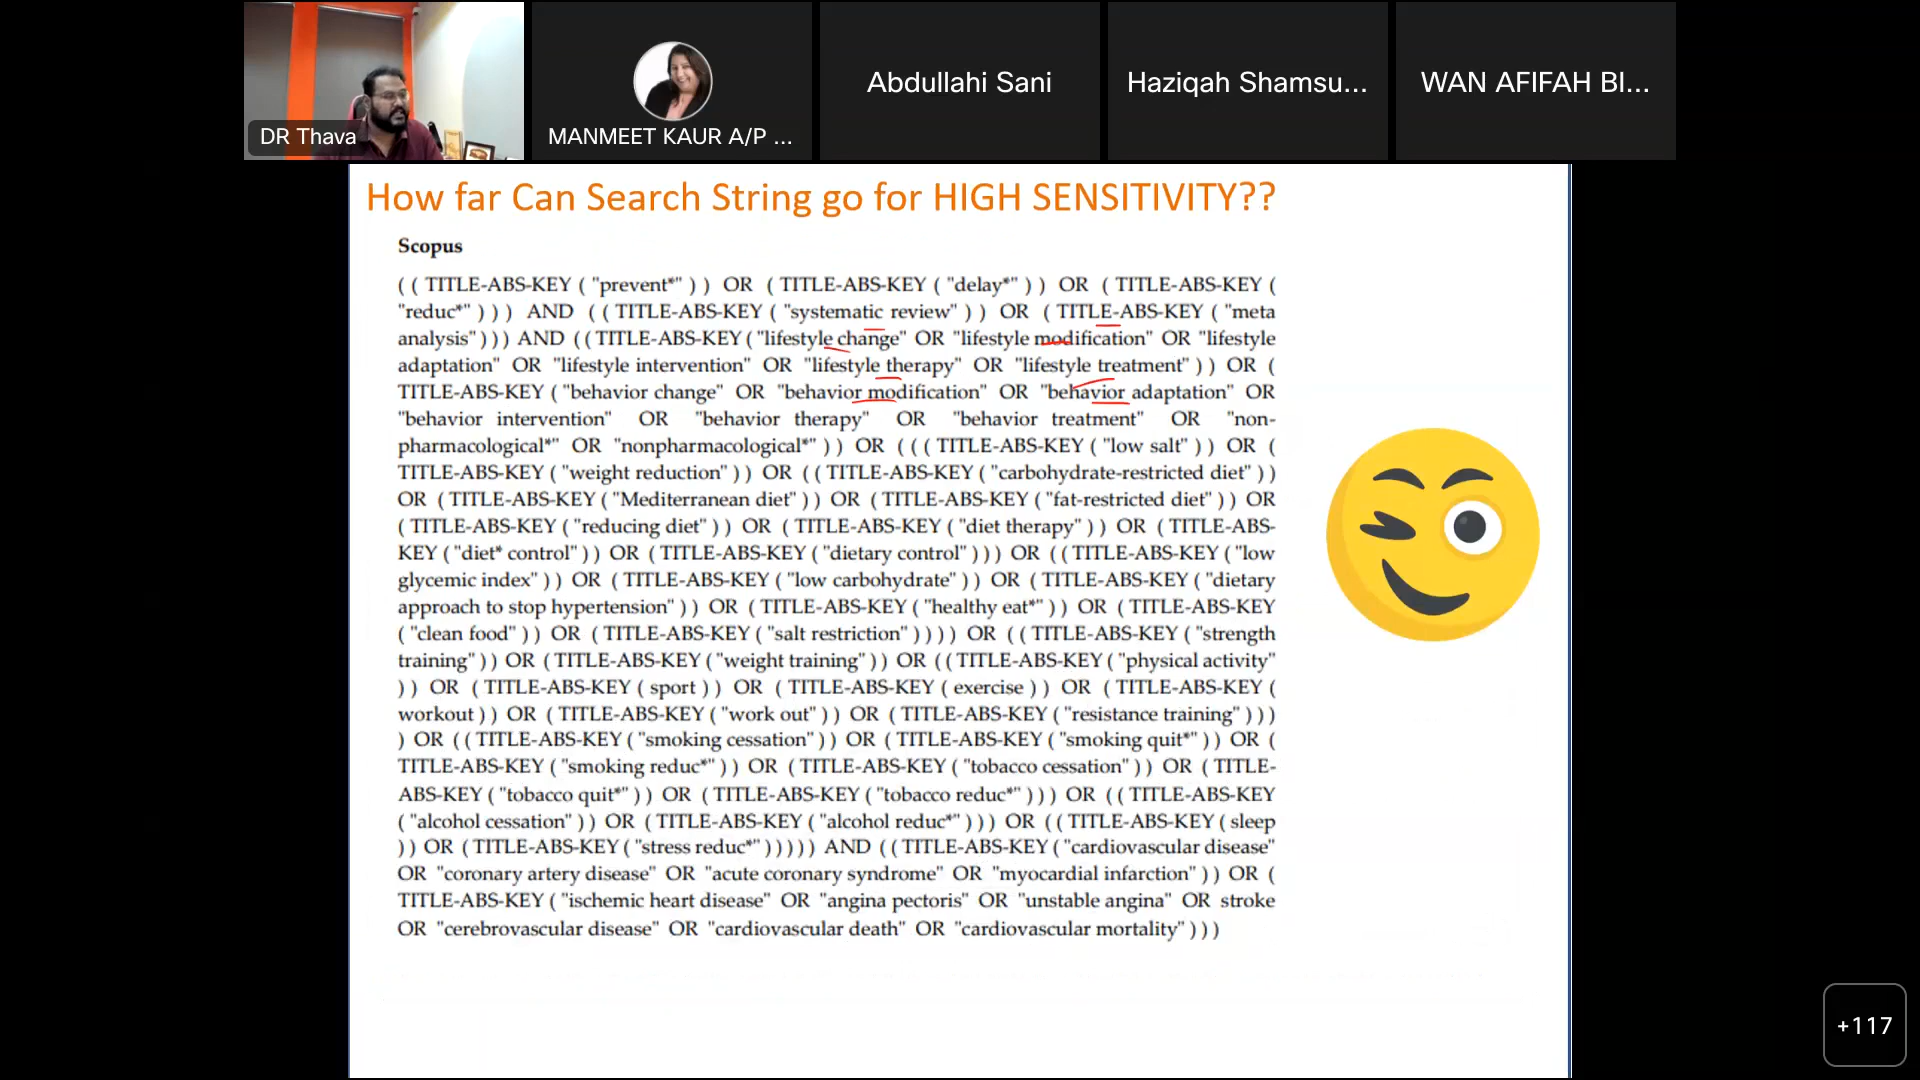 DR Thava
MANMEET KAUR A/P ...
Abdullahi Sani
Haziqah Shamsu...
WAN AFIFAH BI...
How far Can Search String go for HIGH SENSITIVITY??
Scopus
( ( TITLE-ABS-KEY ( "prevent*" ) ) OR ( TITLE-ABS-KEY ( "delay*" ) ) OR ( TITLE-ABS-KEY (
"reduc*" ) ) ) AND ( ( TITLE-ABS-KEY ( "systematic review" ) ) OR ( TITLE-ABS-KEY ( "meta
analysis" ) ) ) AND ( ( TITLE-ABS-KEY ( "lifestyle change" OR "lifestyle modification" OR "lifestyle
adaptation" OR "lifestyle intervention" OR "lifestyle therapy" OR "lifestyle treatment" ) ) OR (
TITLE-ABS-KEY ( "behavior change" OR "behavior modification" OR "behavior adaptation" OR
"behavior intervention" OR "behavior therapy" OR "behavior treatment" OR "non-
pharmacological*" OR "nonpharmacological*" ) ) OR ( ( ( TITLE-ABS-KEY ( "low salt" ) ) OR (
TITLE-ABS-KEY ( "weight reduction" ) ) OR ( ( TITLE-ABS-KEY ( "carbohydrate-restricted diet" ) )
OR ( TITLE-ABS-KEY ( "Mediterranean diet" ) ) OR ( TITLE-ABS-KEY ( "fat-restricted diet" ) ) OR
( TITLE-ABS-KEY ( "reducing diet" ) ) OR ( TITLE-ABS-KEY ( "diet therapy" ) ) OR ( TITLE-ABS-
KEY ( "diet* control" ) ) OR ( TITLE-ABS-KEY ( "dietary control" ) ) ) OR ( ( TITLE-ABS-KEY ( "low
glycemic index" ) ) OR ( TITLE-ABS-KEY ( "low carbohydrate" ) ) OR ( TITLE-ABS-KEY ( "dietary
approach to stop hypertension" ) ) OR ( TITLE-ABS-KEY ( "healthy eat*" ) ) OR ( TITLE-ABS-KEY
( "clean food" ) ) OR ( TITLE-ABS-KEY ( "salt restriction" ) ) ) ) OR ( ( TITLE-ABS-KEY ( "strength
training" ) ) OR ( TITLE-ABS-KEY ( "weight training" ) ) OR ( ( TITLE-ABS-KEY ( "physical activity"
) ) OR ( TITLE-ABS-KEY ( sport ) ) OR ( TITLE-ABS-KEY ( exercise ) ) OR ( TITLE-ABS-KEY (
workout ) ) OR ( TITLE-ABS-KEY ( "work out" ) ) OR ( TITLE-ABS-KEY ( "resistance training" ) ) )
) OR ( ( TITLE-ABS-KEY ( "smoking cessation" ) ) OR ( TITLE-ABS-KEY ( "smoking quit*" ) ) OR (
TITLE-ABS-KEY ( "smoking reduc*" ) ) OR ( TITLE-ABS-KEY ( "tobacco cessation" ) ) OR ( TITLE-
ABS-KEY ( "tobacco quit*" ) ) OR ( TITLE-ABS-KEY ( "tobacco reduc*" ) ) ) OR ( ( TITLE-ABS-KEY
( "alcohol cessation" ) ) OR ( TITLE-ABS-KEY ( "alcohol reduc*" ) ) ) OR ( ( TITLE-ABS-KEY ( sleep
) ) OR ( TITLE-ABS-KEY ( "stress reduc*" ) ) ) ) ) AND ( ( TITLE-ABS-KEY ( "cardiovascular disease"
OR "coronary artery disease" OR "acute coronary syndrome" OR "myocardial infarction" ) ) OR (
TITLE-ABS-KEY ( "ischemic heart disease" OR "angina pectoris" OR "unstable angina" OR stroke
OR "cerebrovascular disease" OR "cardiovascular death" OR "cardiovascular mortality" ) ) )
+117